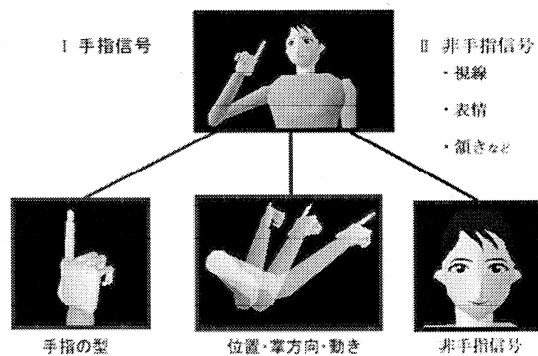 I 手指信号
II 非手指信号
・視線
・表情
・頷きなど
手指の型
位置・掌方向・動き
非手指信号